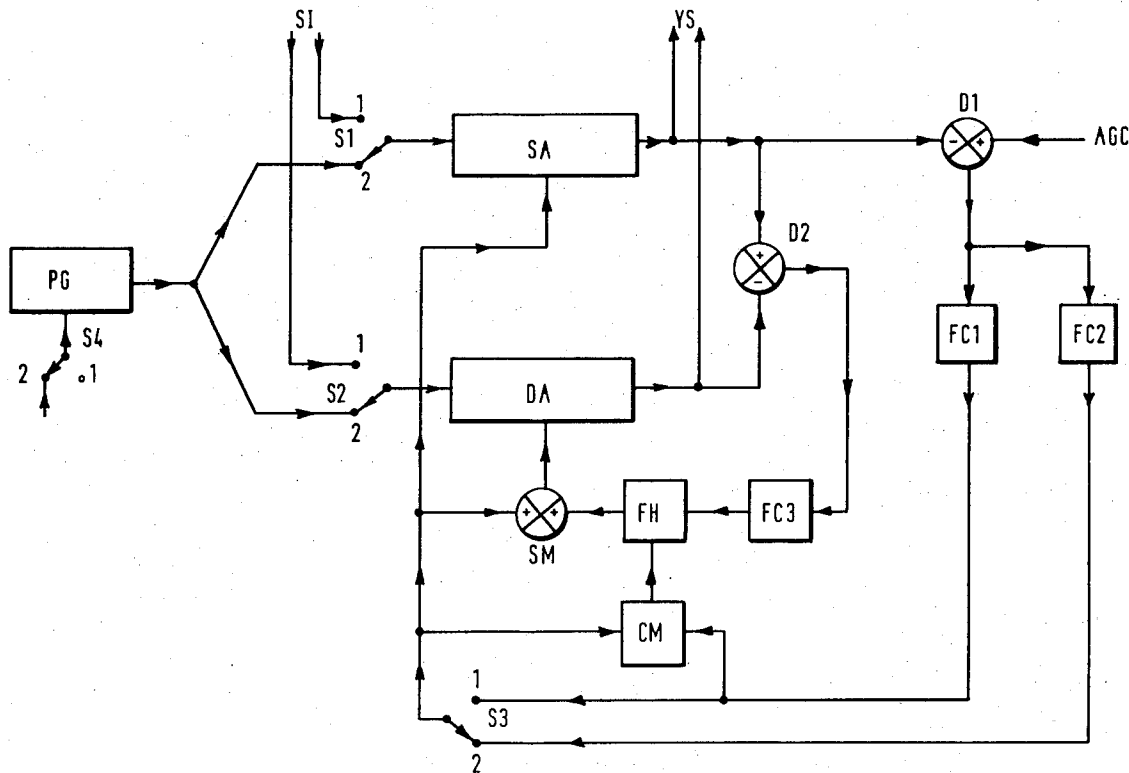 SI
YS
1
S1
2
SA
D1
- +
AGC
D2
+
-
PG
S4
2
1
1
S2
2
DA
FC1
FC2
+ +
SM
FH
FC3
CM
1
S3
2